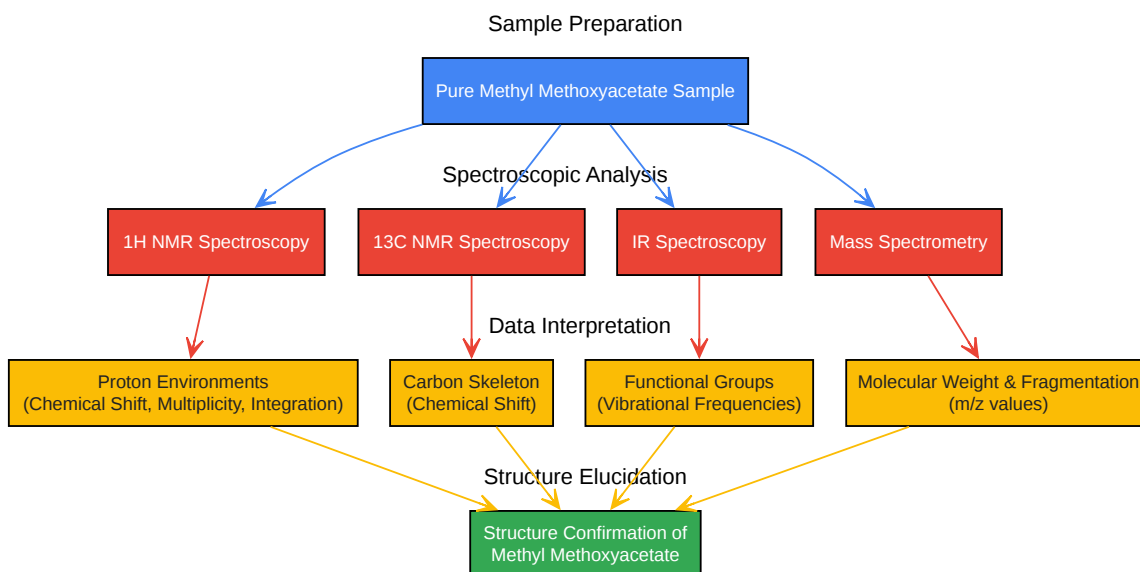 Sample Preparation
Pure Methyl Methoxyacetate Sample
Spectroscopic Analysis
1H NMR Spectroscopy
13C NMR Spectroscopy
IR Spectroscopy
Mass Spectrometry
Data Interpretation
Proton Environments
(Chemical Shift, Multiplicity, Integration)
Carbon Skeleton
(Chemical Shift)
Functional Groups
(Vibrational Frequencies)
Molecular Weight & Fragmentation
(m/z values)
Structure Elucidation
Structure Confirmation of
Methyl Methoxyacetate